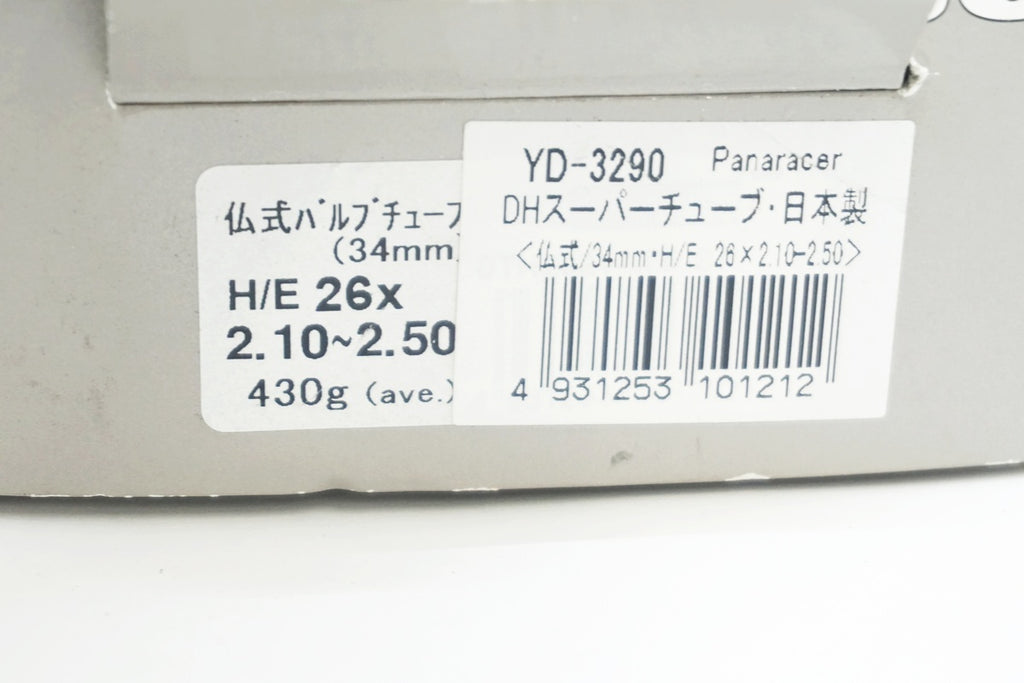 仏式バルブチューブ
(34mm)
H/E 26x
2.10~2.50
430g (ave.)
YD-3290 Panaracer
DHスーパーチューブ・日本製
<仏式/34mm・H/E 26×2.10-2.50>
4 931253 101212